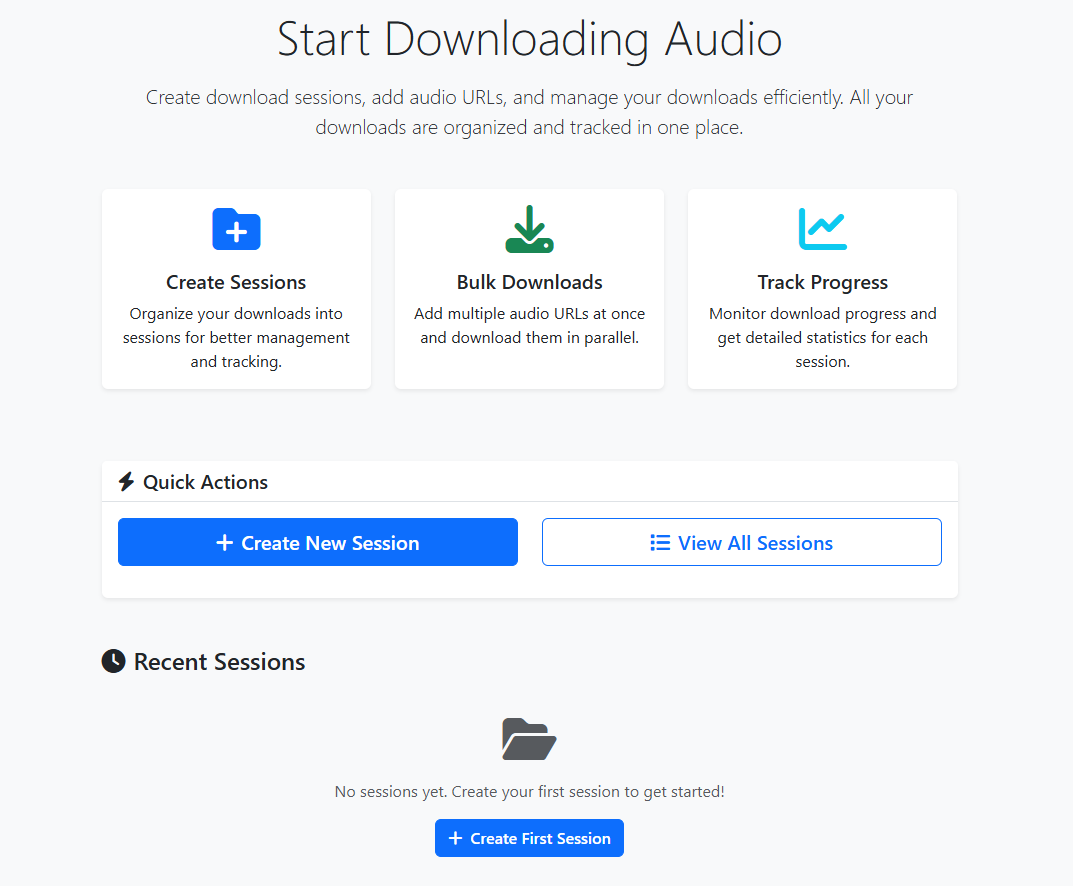 Start Downloading Audio
Create download sessions, add audio URLs, and manage your downloads efficiently. All your
downloads are organized and tracked in one place.
Create Sessions
Organize your downloads into
sessions for better management
and tracking.
Bulk Downloads
Add multiple audio URLs at once
and download them in parallel.
Track Progress
Monitor download progress and
get detailed statistics for each
session.
Quick Actions
Create New Session
View All Sessions
Recent Sessions
No sessions yet. Create your first session to get started!
Create First Session